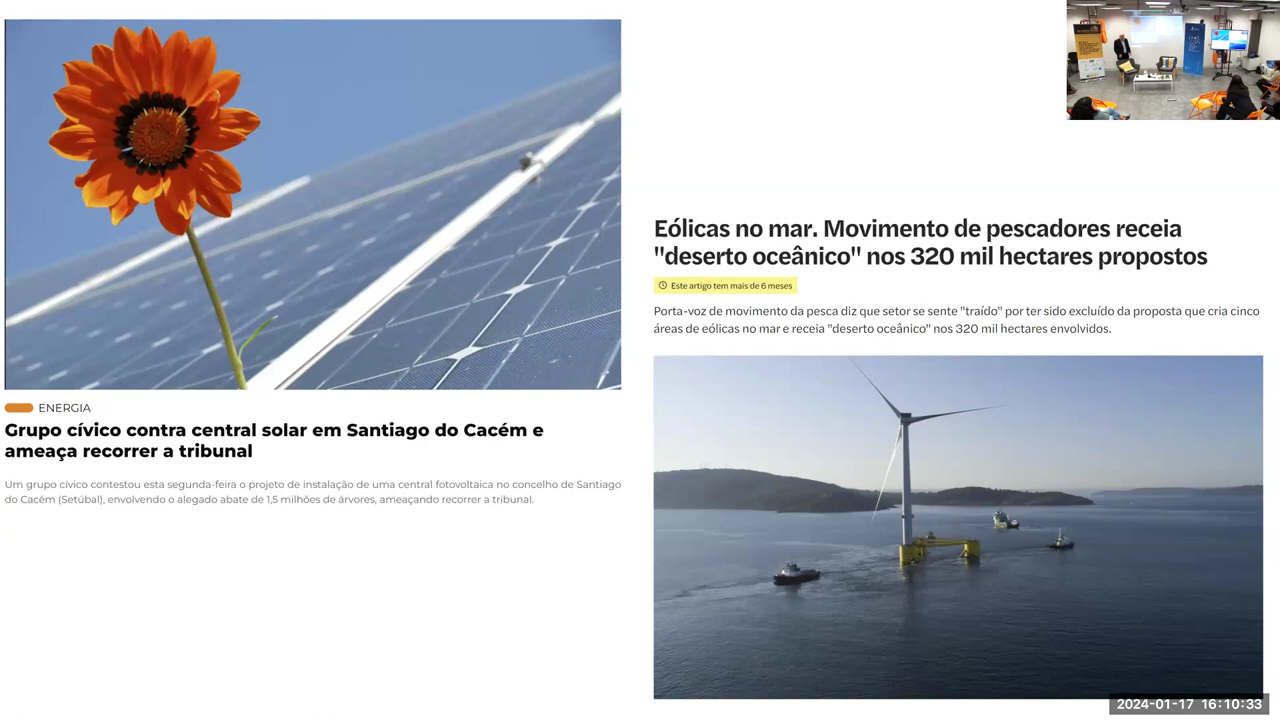 ENERGIA
Grupo cívico contra central solar em Santiago do Cacém e
ameaça recorrer a tribunal
Um grupo cívico contestou esta segunda-feira o projeto de instalação de uma central fotovoltaica no concelho de Santiago
do Cacém (Setúbal), envolvendo o alegado abate de 1,5 milhões de árvores, ameaçando recorrer a tribunal.
Eólicas no mar. Movimento de pescadores receia
"deserto oceânico" nos 320 mil hectares propostos
Este artigo tem mais de 6 meses
Porta-voz de movimento da pesca diz que setor se sente "traído" por ter sido excluído da proposta que cria cinco
áreas de eólicas no mar e receia "deserto oceânico" nos 320 mil hectares envolvidos.
2024-01-17 16:10:33